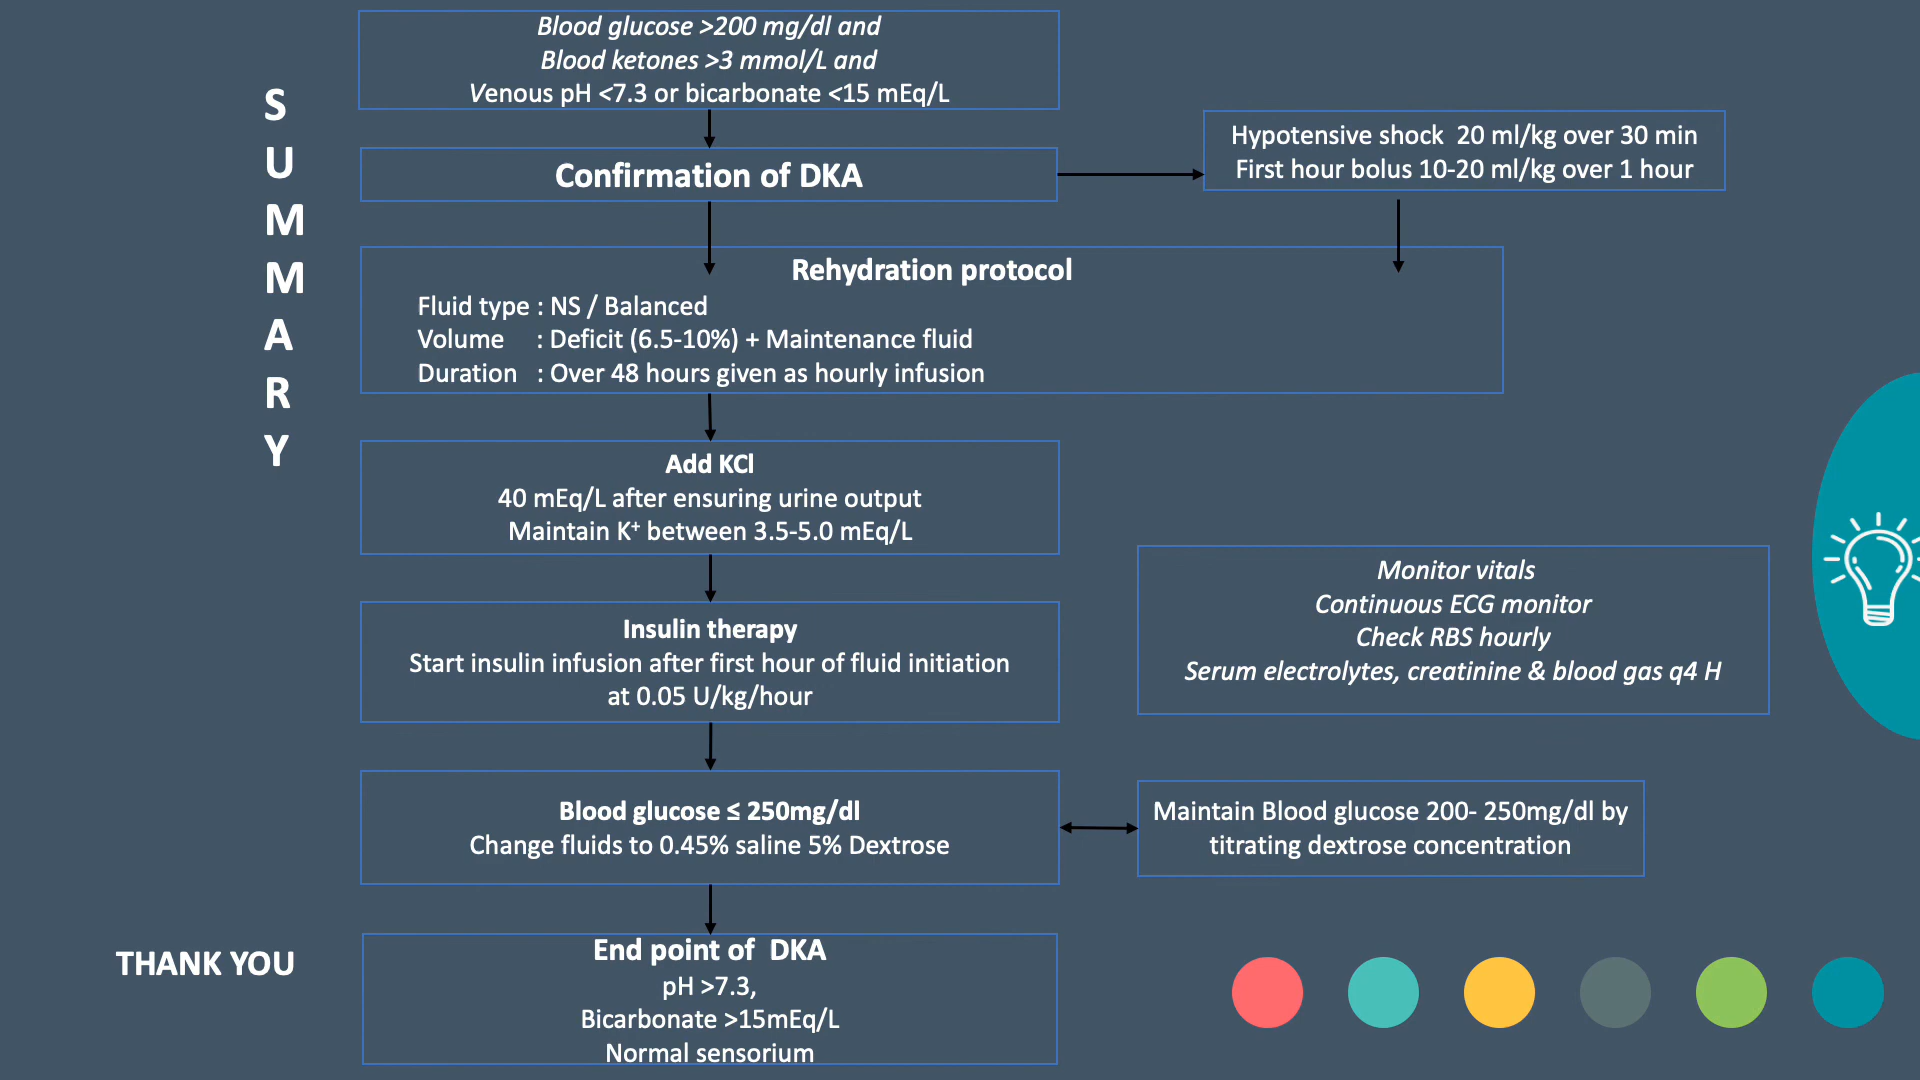 SUMMARY
Blood glucose >200 mg/dl and
Blood ketones >3 mmol/L and
Venous pH <7.3 or bicarbonate <15 mEq/L
Confirmation of DKA
Hypotensive shock  20 ml/kg over 30 min
First hour bolus 10-20 ml/kg over 1 hour
Rehydration protocol
Fluid type : NS / Balanced
Volume : Deficit (6.5-10%) + Maintenance fluid
Duration : Over 48 hours given as hourly infusion
Add KCl
40 mEq/L after ensuring urine output
Maintain K⁺ between 3.5-5.0 mEq/L
Insulin therapy
Start insulin infusion after first hour of fluid initiation
at 0.05 U/kg/hour
Monitor vitals
Continuous ECG monitor
Check RBS hourly
Serum electrolytes, creatinine & blood gas q4 H
Blood glucose ≤ 250mg/dl
Change fluids to 0.45% saline 5% Dextrose
Maintain Blood glucose 200- 250mg/dl by
titrating dextrose concentration
End point of  DKA
pH >7.3,
Bicarbonate >15mEq/L
Normal sensorium
THANK YOU